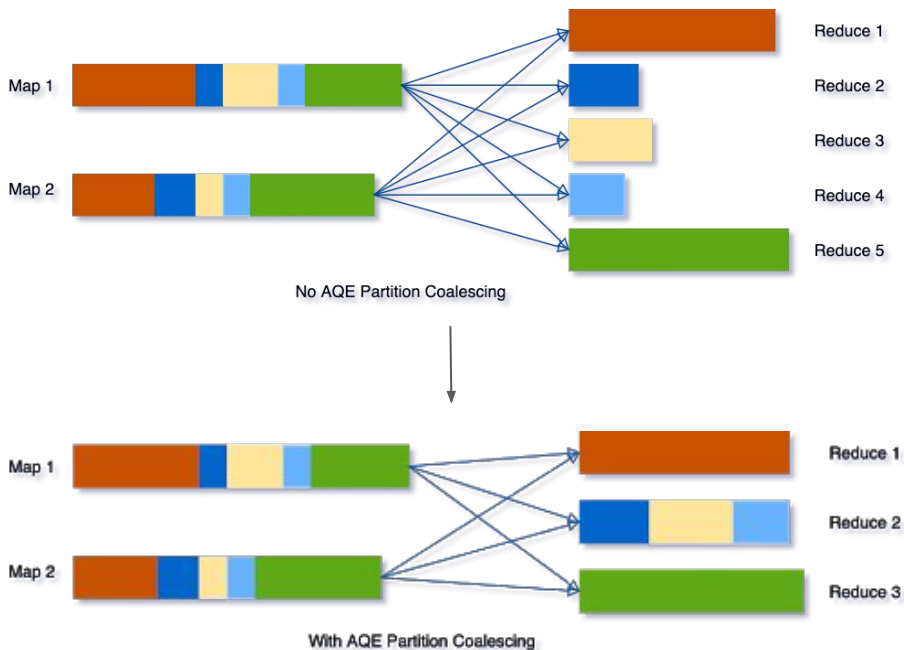 Map 1
Map 2
Reduce 1
Reduce 2
Reduce 3
Reduce 4
Reduce 5
No AQE Partition Coalescing
Map 1
Map 2
Reduce 1
Reduce 2
Reduce 3
With AQE Partition Coalescing